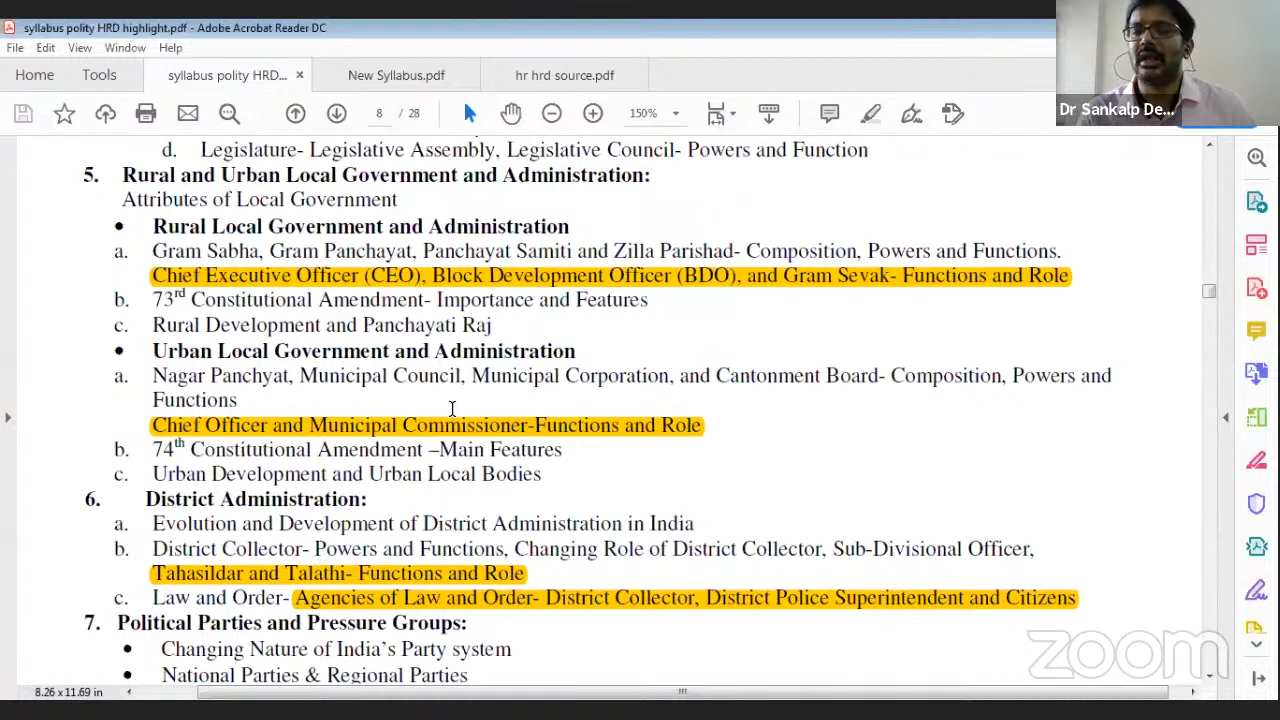 syllabus polity HRD highlight.pdf - Adobe Acrobat Reader DC
File Edit View Window Help
Home Tools syllabus polity HRD... × New Syllabus.pdf hr hrd source.pdf
8 / 28 150%
Dr Sankalp De...
d. Legislature- Legislative Assembly, Legislative Council- Powers and Function
5. Rural and Urban Local Government and Administration:
Attributes of Local Government
• Rural Local Government and Administration
a. Gram Sabha, Gram Panchayat, Panchayat Samiti and Zilla Parishad- Composition, Powers and Functions.
Chief Executive Officer (CEO), Block Development Officer (BDO), and Gram Sevak- Functions and Role
b. 73rd Constitutional Amendment- Importance and Features
c. Rural Development and Panchayati Raj
• Urban Local Government and Administration
a. Nagar Panchyat, Municipal Council, Municipal Corporation, and Cantonment Board- Composition, Powers and
Functions
Chief Officer and Municipal Commissioner-Functions and Role
b. 74th Constitutional Amendment –Main Features
c. Urban Development and Urban Local Bodies
6. District Administration:
a. Evolution and Development of District Administration in India
b. District Collector- Powers and Functions, Changing Role of District Collector, Sub-Divisional Officer,
Tahasildar and Talathi- Functions and Role
c. Law and Order- Agencies of Law and Order- District Collector, District Police Superintendent and Citizens
7. Political Parties and Pressure Groups:
• Changing Nature of India's Party system
• National Parties & Regional Parties
zoom
8.26 x 11.69 in